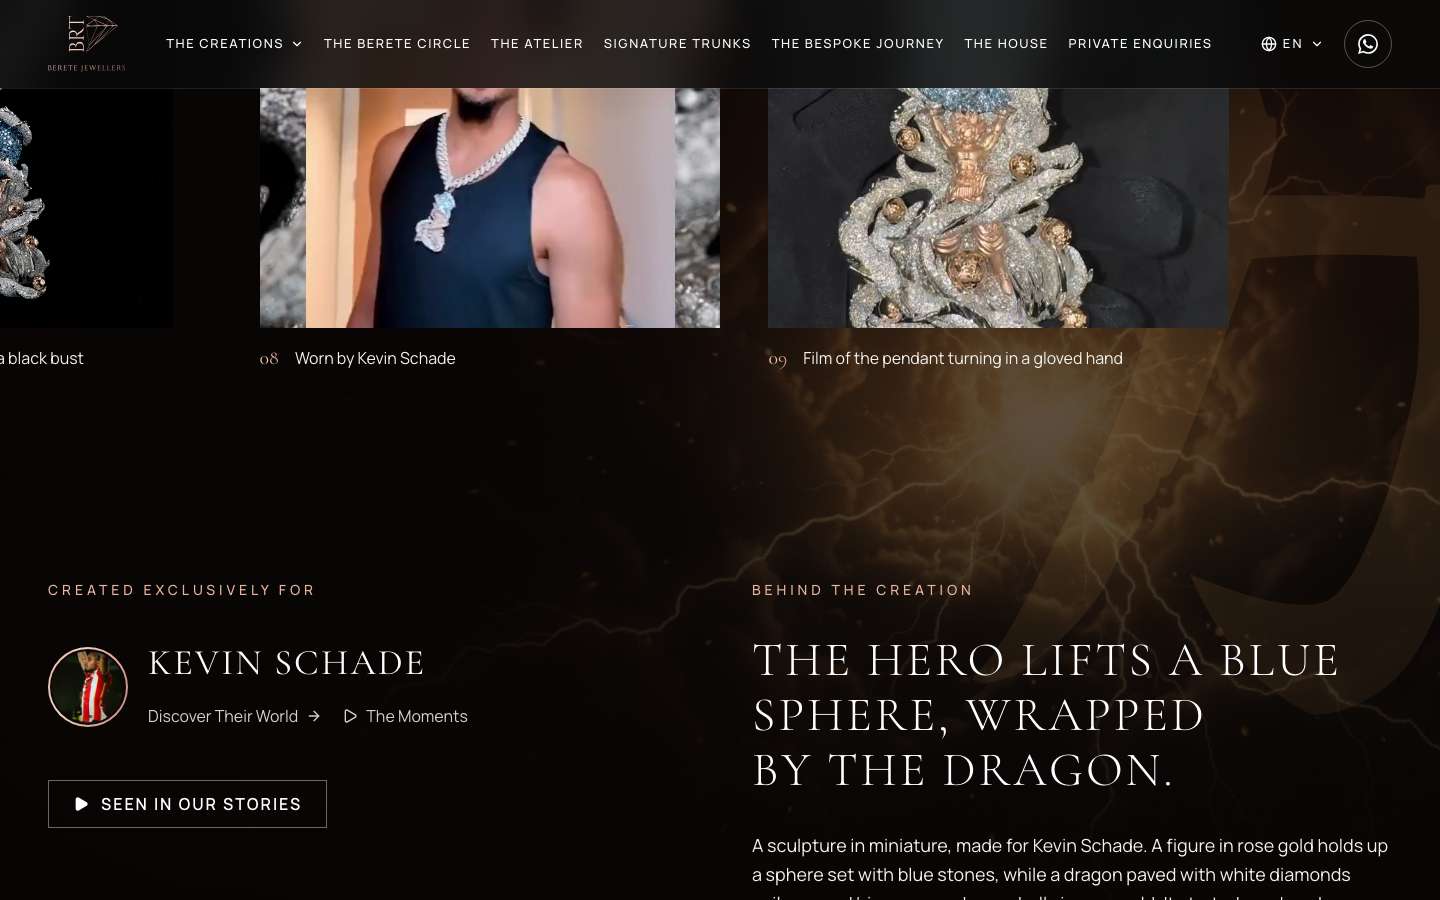 BRT
BERETE JEWELLERS
THE CREATIONS
THE BERETE CIRCLE
THE ATELIER
SIGNATURE TRUNKS
THE BESPOKE JOURNEY
THE HOUSE
PRIVATE ENQUIRIES
EN
a black bust
08 Worn by Kevin Schade
09 Film of the pendant turning in a gloved hand
CREATED EXCLUSIVELY FOR
KEVIN SCHADE
Discover Their World
The Moments
SEEN IN OUR STORIES
BEHIND THE CREATION
THE HERO LIFTS A BLUE
SPHERE, WRAPPED
BY THE DRAGON.
A sculpture in miniature, made for Kevin Schade. A figure in rose gold holds up
a sphere set with blue stones, while a dragon paved with white diamonds